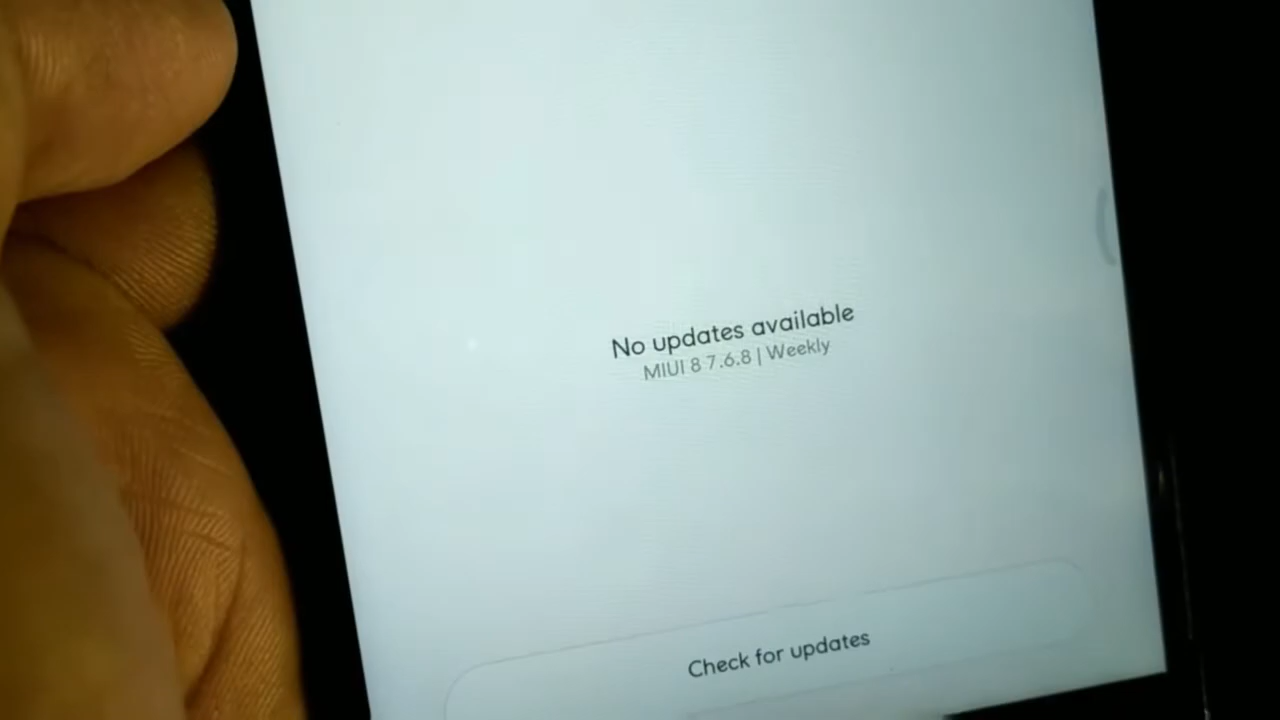 No updates available
MIUI 8 7.6.8 | Weekly
Check for updates